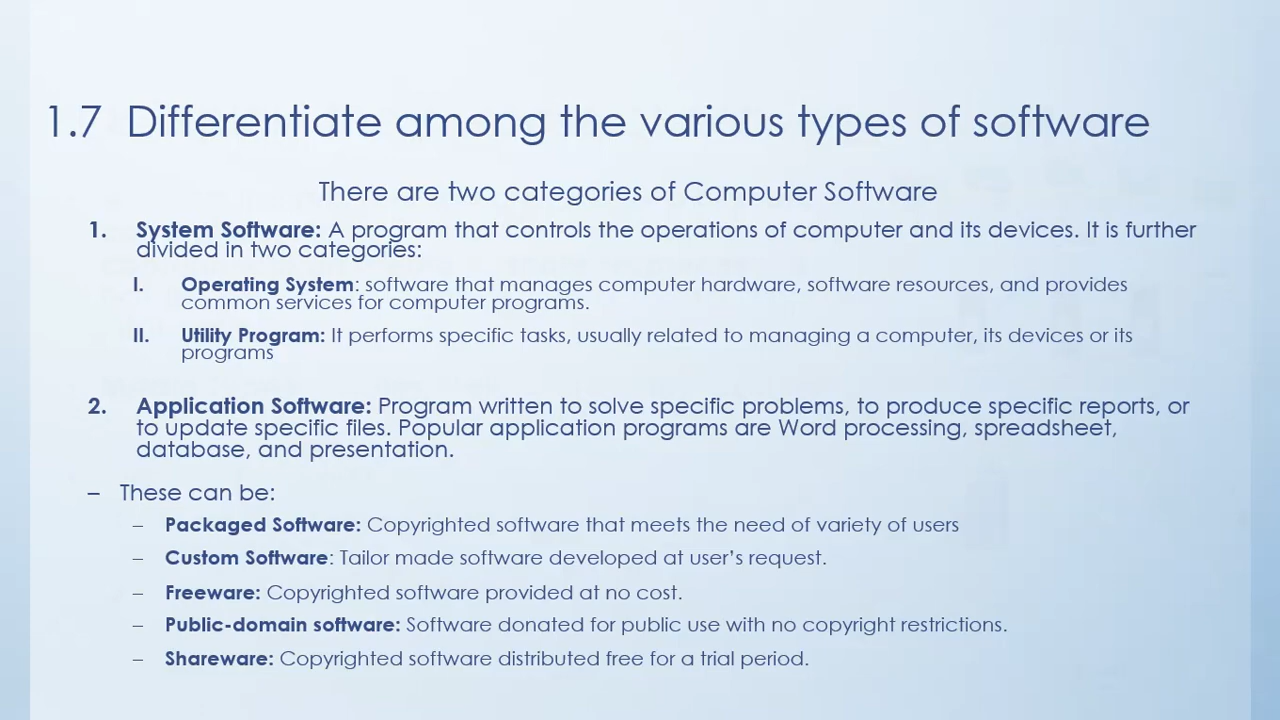 1.7 Differentiate among the various types of software
There are two categories of Computer Software
1. System Software: A program that controls the operations of computer and its devices. It is further
divided in two categories:
I. Operating System: software that manages computer hardware, software resources, and provides
common services for computer programs.
II. Utility Program: It performs specific tasks, usually related to managing a computer, its devices or its
programs
2. Application Software: Program written to solve specific problems, to produce specific reports, or
to update specific files. Popular application programs are Word processing, spreadsheet,
database, and presentation.
– These can be:
– Packaged Software: Copyrighted software that meets the need of variety of users
– Custom Software: Tailor made software developed at user’s request.
– Freeware: Copyrighted software provided at no cost.
– Public-domain software: Software donated for public use with no copyright restrictions.
– Shareware: Copyrighted software distributed free for a trial period.